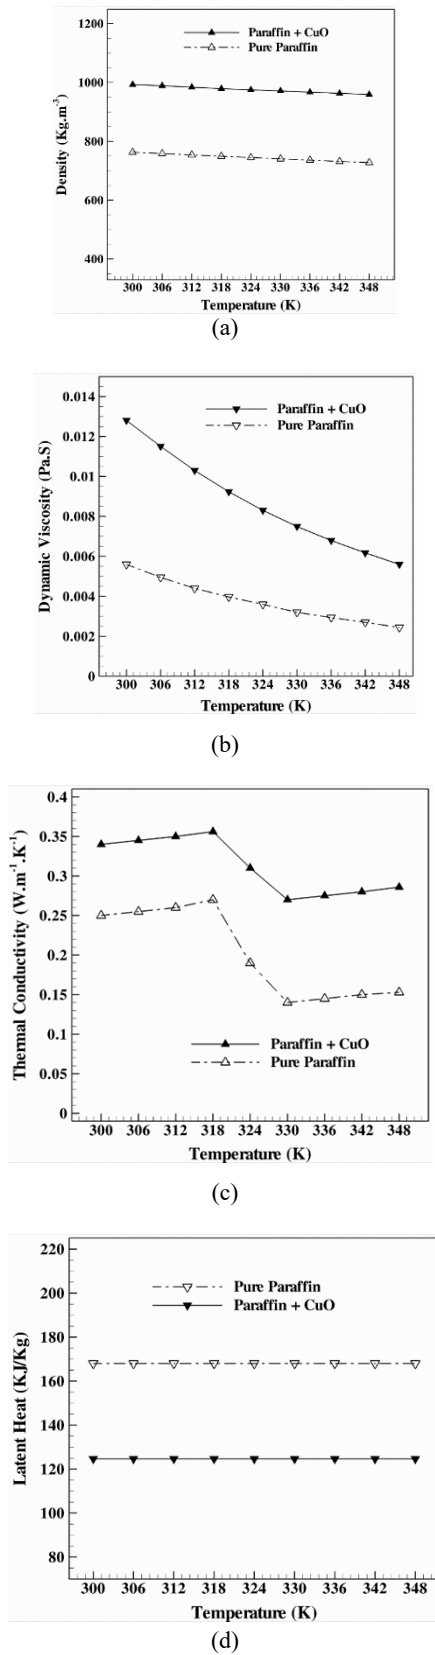 1200
1000
800
600
400
Density (Kg.m⁻³)
Paraffin + CuO
Pure Paraffin
300 306 312 318 324 330 336 342 348
Temperature (K)
(a)
0.014
0.012
0.01
0.008
0.006
0.004
0.002
0
Dynamic Viscosity (Pa.S)
Paraffin + CuO
Pure Paraffin
300 306 312 318 324 330 336 342 348
Temperature (K)
(b)
0.4
0.35
0.3
0.25
0.2
0.15
0.1
0.05
0
Thermal Conductivity (W.m⁻¹.K⁻¹)
Paraffin + CuO
Pure Paraffin
300 306 312 318 324 330 336 342 348
Temperature (K)
(c)
220
200
180
160
140
120
100
80
Latent Heat (KJ/Kg)
Pure Paraffin
Paraffin + CuO
300 306 312 318 324 330 336 342 348
Temperature (K)
(d)